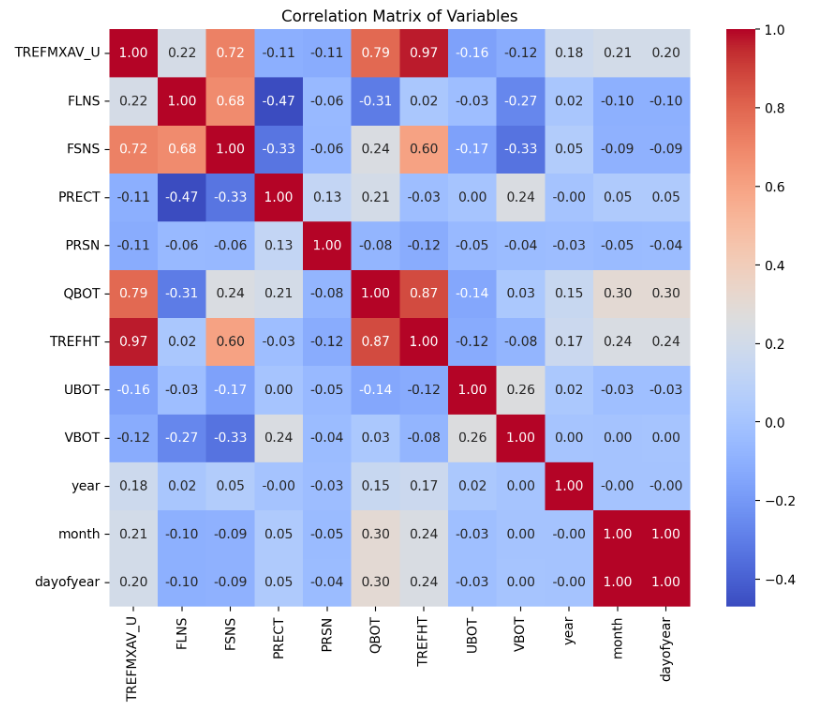 Correlation Matrix of Variables
TREFMXAV_U 1.00 0.22 0.72 -0.11 -0.11 0.79 0.97 -0.16 -0.12 0.18 0.21 0.20
FLNS 0.22 1.00 0.68 -0.47 -0.06 -0.31 0.02 -0.03 -0.27 0.02 -0.10 -0.10
FSNS 0.72 0.68 1.00 -0.33 -0.06 0.24 0.60 -0.17 -0.33 0.05 -0.09 -0.09
PRECT -0.11 -0.47 -0.33 1.00 0.13 0.21 -0.03 0.00 0.24 -0.00 0.05 0.05
PRSN -0.11 -0.06 -0.06 0.13 1.00 -0.08 -0.12 -0.05 -0.04 -0.03 -0.05 -0.04
QBOT 0.79 -0.31 0.24 0.21 -0.08 1.00 0.87 -0.14 0.03 0.15 0.30 0.30
TREFHT 0.97 0.02 0.60 -0.03 -0.12 0.87 1.00 -0.12 -0.08 0.17 0.24 0.24
UBOT -0.16 -0.03 -0.17 0.00 -0.05 -0.14 -0.12 1.00 0.26 0.02 -0.03 -0.03
VBOT -0.12 -0.27 -0.33 0.24 -0.04 0.03 -0.08 0.26 1.00 0.00 0.00 0.00
year 0.18 0.02 0.05 -0.00 -0.03 0.15 0.17 0.02 0.00 1.00 -0.00 -0.00
month 0.21 -0.10 -0.09 0.05 -0.05 0.30 0.24 -0.03 0.00 -0.00 1.00 1.00
dayofyear 0.20 -0.10 -0.09 0.05 -0.04 0.30 0.24 -0.03 0.00 -0.00 1.00 1.00
TREFMXAV_U FLNS FSNS PRECT PRSN QBOT TREFHT UBOT VBOT year month dayofyear
1.0
0.8
0.6
0.4
0.2
0.0
−0.2
−0.4